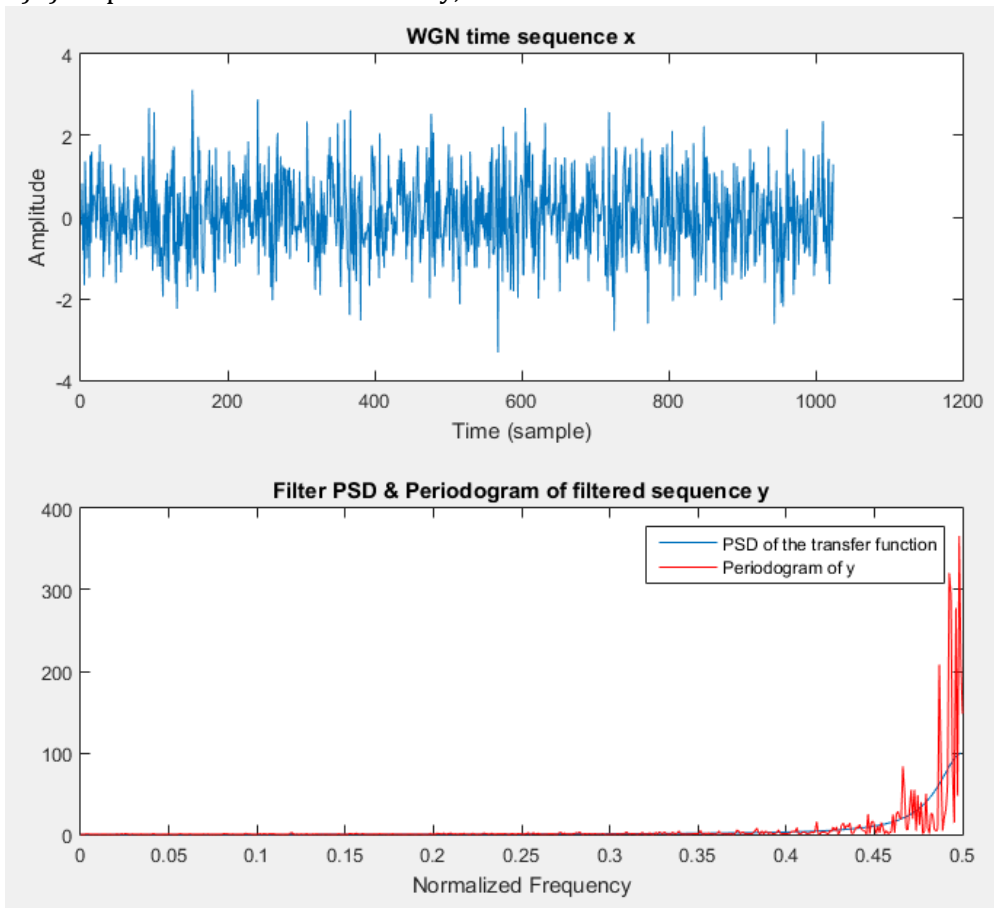 WGN time sequence x
4
2
0
-2
-4
Amplitude
0 200 400 600 800 1000 1200
Time (sample)
Filter PSD & Periodogram of filtered sequence y
400
300
200
100
0
PSD of the transfer function
Periodogram of y
0 0.05 0.1 0.15 0.2 0.25 0.3 0.35 0.4 0.45 0.5
Normalized Frequency